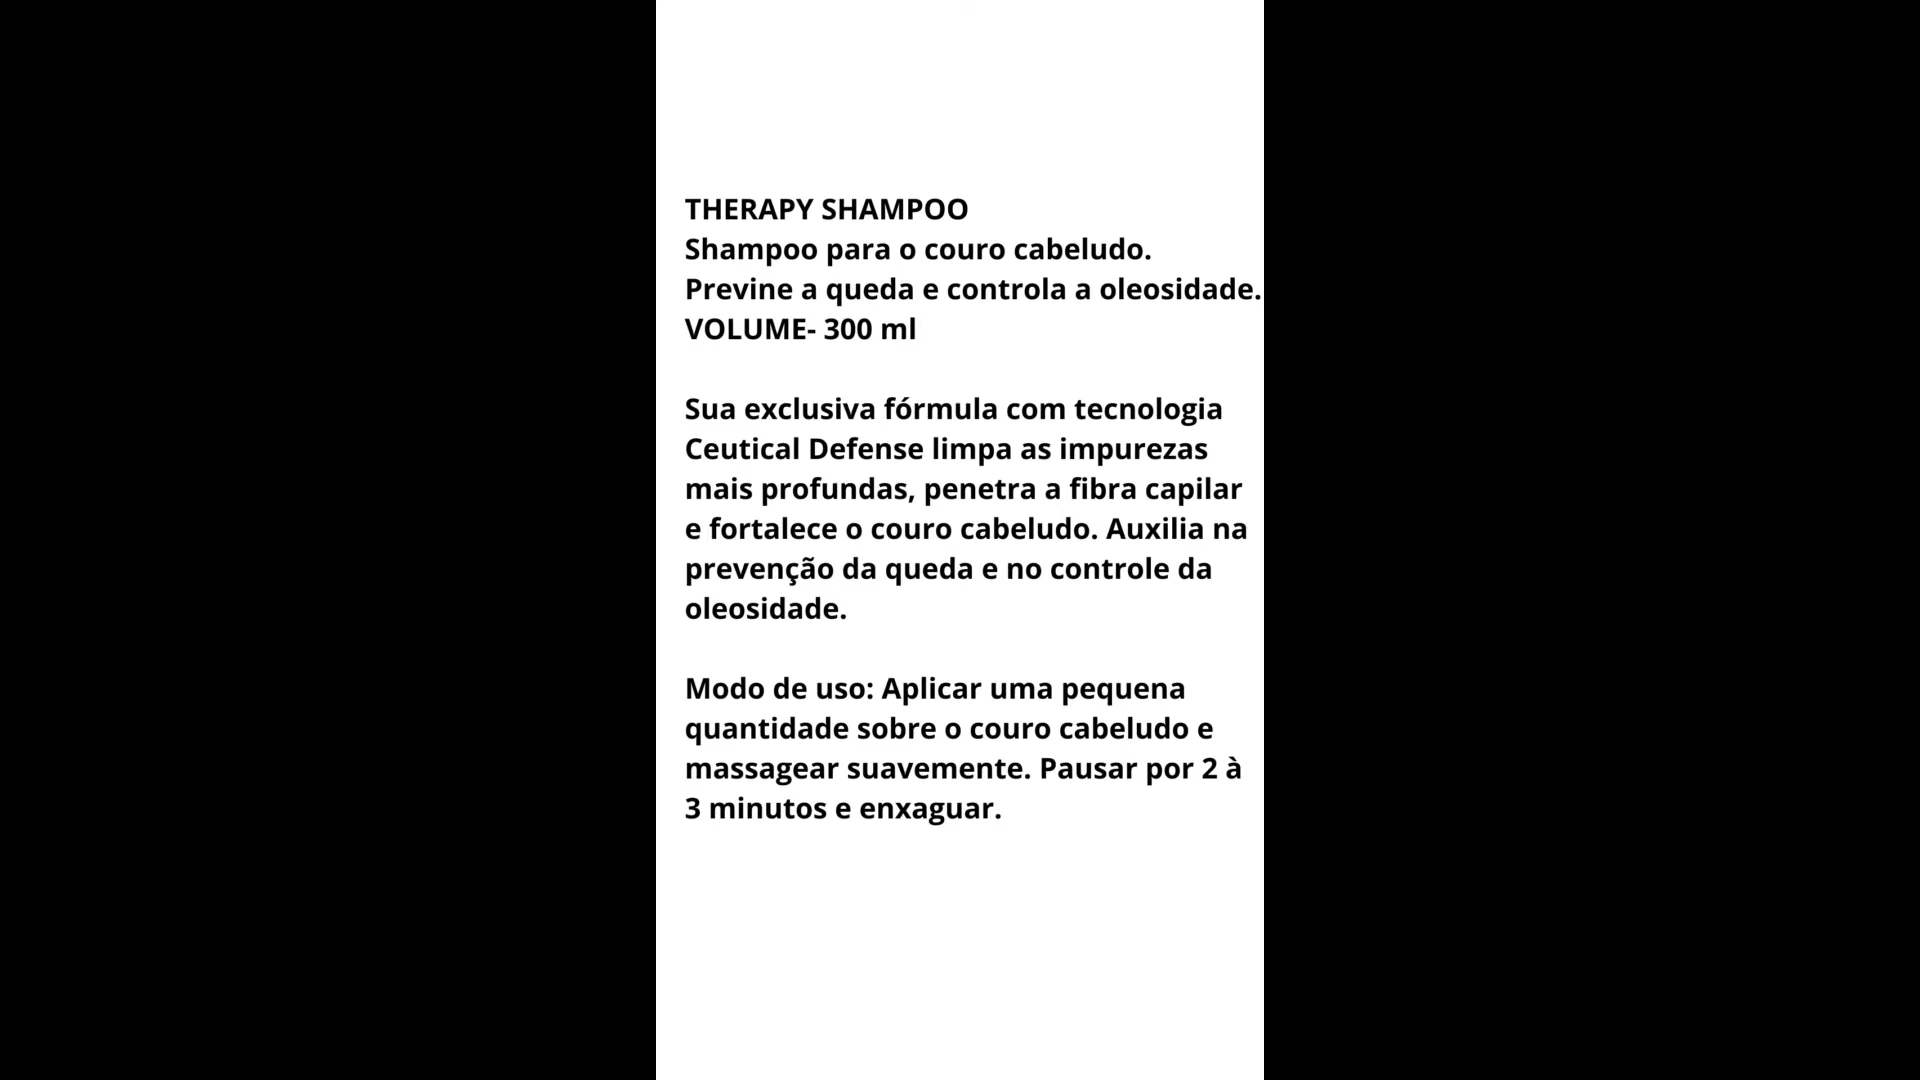 THERAPY SHAMPOO
Shampoo para o couro cabeludo.
Previne a queda e controla a oleosidade.
VOLUME- 300 ml
Sua exclusiva fórmula com tecnologia
Ceutical Defense limpa as impurezas
mais profundas, penetra a fibra capilar
e fortalece o couro cabeludo. Auxilia na
prevenção da queda e no controle da
oleosidade.
Modo de uso: Aplicar uma pequena
quantidade sobre o couro cabeludo e
massagear suavemente. Pausar por 2 à
3 minutos e enxaguar.